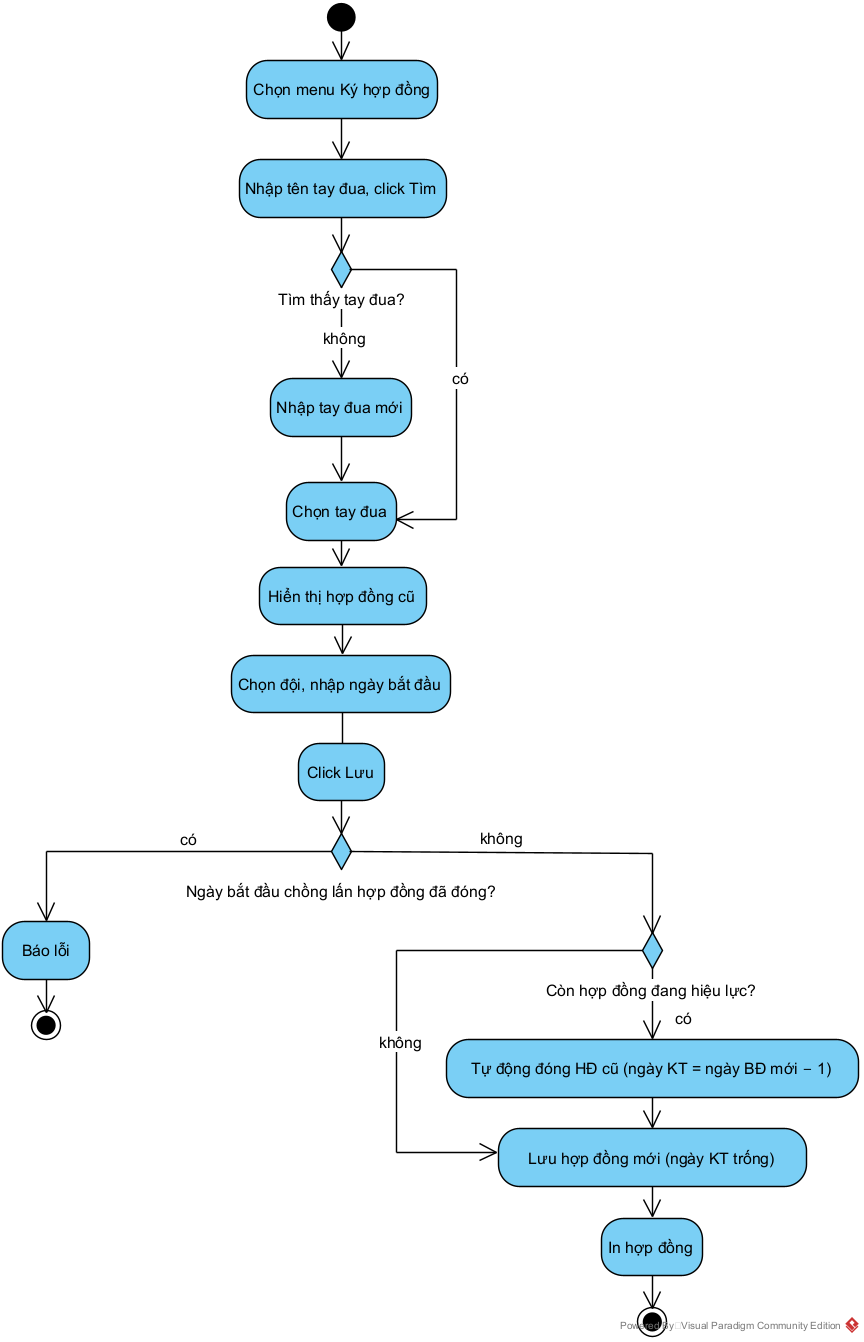 Chọn menu Ký hợp đồng
Nhập tên tay đua, click Tìm
Tìm thấy tay đua?
không
có
Nhập tay đua mới
Chọn tay đua
Hiển thị hợp đồng cũ
Chọn đội, nhập ngày bắt đầu
Click Lưu
có
không
Ngày bắt đầu chồng lấn hợp đồng đã đóng?
Báo lỗi
Còn hợp đồng đang hiệu lực?
có
không
Tự động đóng HĐ cũ (ngày KT = ngày BĐ mới − 1)
Lưu hợp đồng mới (ngày KT trống)
In hợp đồng
Powered By Visual Paradigm Community Edition